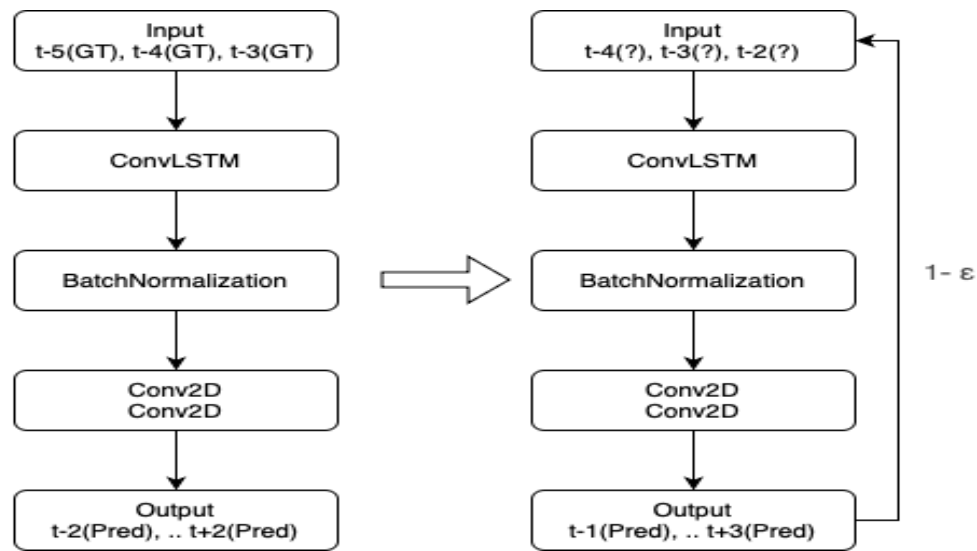 Input
t-5(GT), t-4(GT), t-3(GT)
ConvLSTM
BatchNormalization
Conv2D
Conv2D
Output
t-2(Pred), .. t+2(Pred)
Input
t-4(?), t-3(?), t-2(?)
ConvLSTM
BatchNormalization
Conv2D
Conv2D
Output
t-1(Pred), .. t+3(Pred)
1- ε